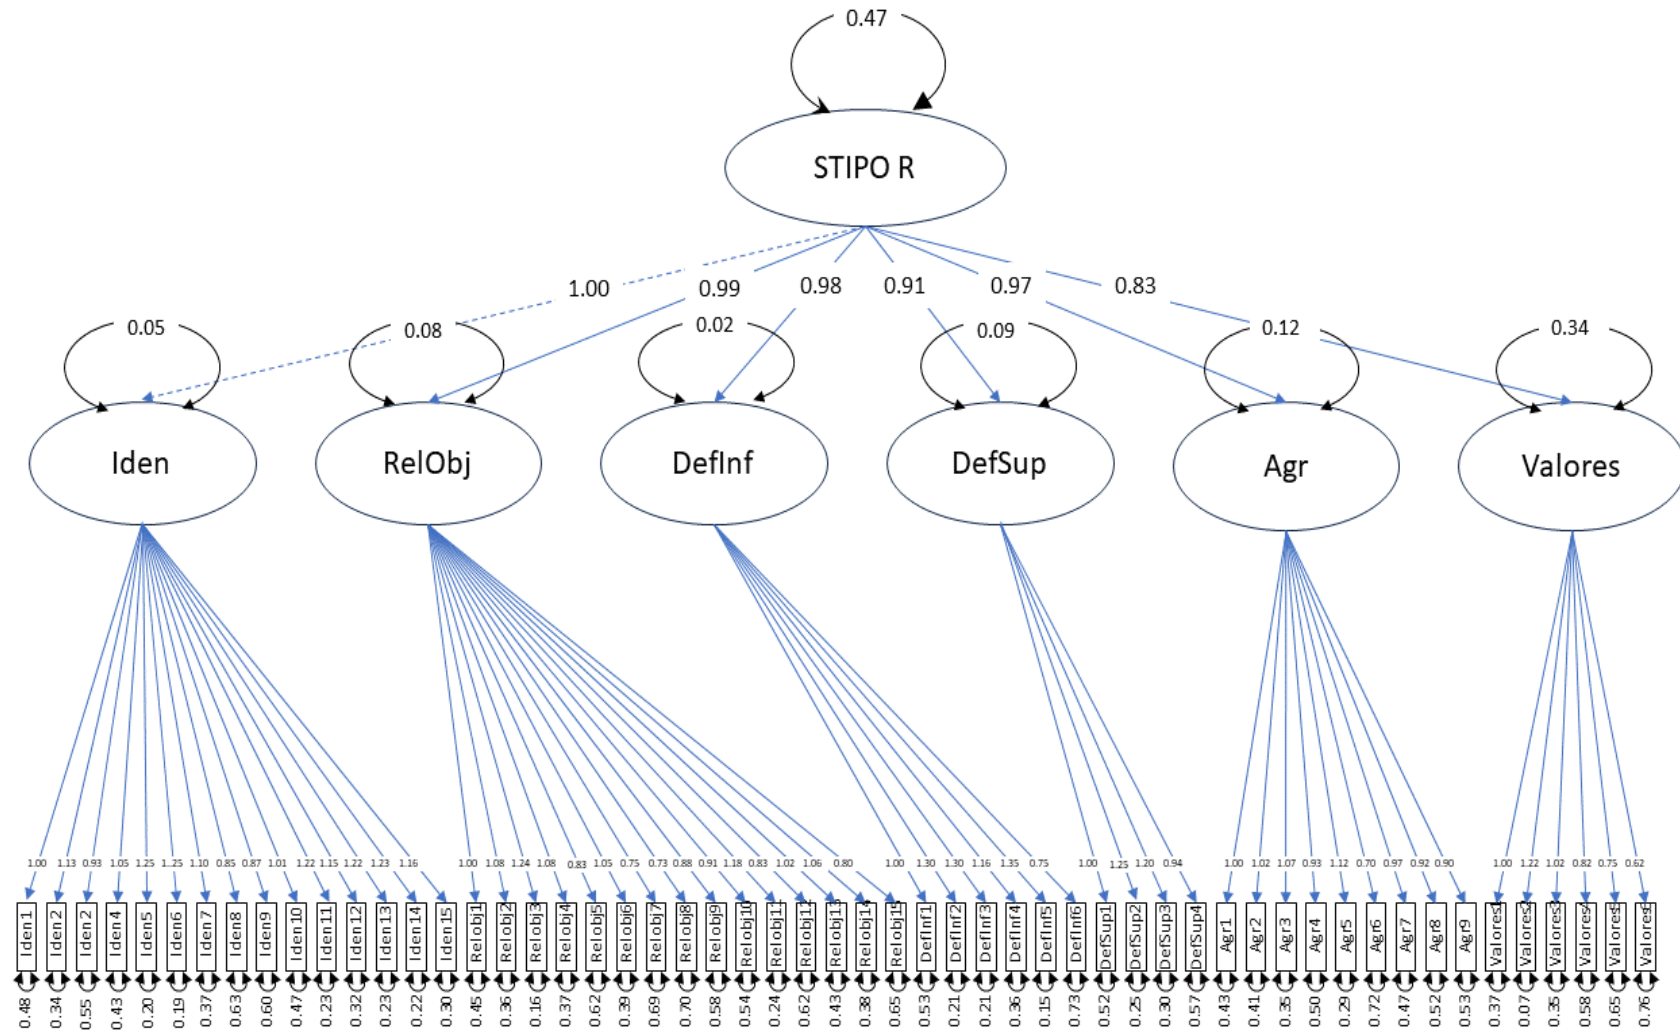 0.47
STIPO R
1.00 0.99 0.98 0.91 0.97 0.83
0.05 0.08 0.02 0.09 0.12 0.34
Iden RelObj DefInf DefSup Agr Valores
1.00 1.13 0.93 1.05 1.25 1.25 1.10 0.85 0.87 1.01 1.22 1.15 1.22 1.23 1.16 1.00 1.08 1.24 1.08 0.83 1.05 0.75 0.73 0.88 0.91 1.18 0.83 1.02 1.06 0.80 1.00 1.30 1.30 1.16 1.35 0.75 1.00 1.25 1.20 0.94 1.00 1.02 1.07 0.93 1.12 0.70 0.97 0.92 0.90 1.00 1.22 1.02 0.82 0.75 0.62
Iden1 Iden2 Iden2 Iden4 Iden5 Iden6 Iden7 Iden8 Iden9 Iden10 Iden11 Iden12 Iden13 Iden14 Iden15 Relobj1 Relobj2 Relobj3 Relobj4 Relobj5 Relobj6 Relobj7 Relobj8 Relobj9 Relobj10 Relobj11 Relobj12 Relobj13 Relobj14 Relobj15 DefInf1 DefInf2 DefInf3 DefInf4 DefInf5 DefInf6 DefSup1 DefSup2 DefSup3 DefSup4 Agr1 Agr2 Agr3 Agr4 Agr5 Agr6 Agr7 Agr8 Agr9 Valores1 Valores2 Valores3 Valores4 Valores5 Valores6
0.48 0.34 0.55 0.43 0.20 0.19 0.37 0.63 0.60 0.47 0.23 0.32 0.23 0.22 0.30 0.45 0.36 0.16 0.37 0.62 0.39 0.69 0.70 0.58 0.54 0.24 0.62 0.43 0.38 0.65 0.53 0.21 0.21 0.36 0.15 0.73 0.52 0.25 0.30 0.57 0.43 0.41 0.35 0.50 0.29 0.72 0.47 0.52 0.53 0.37 0.07 0.35 0.58 0.65 0.76